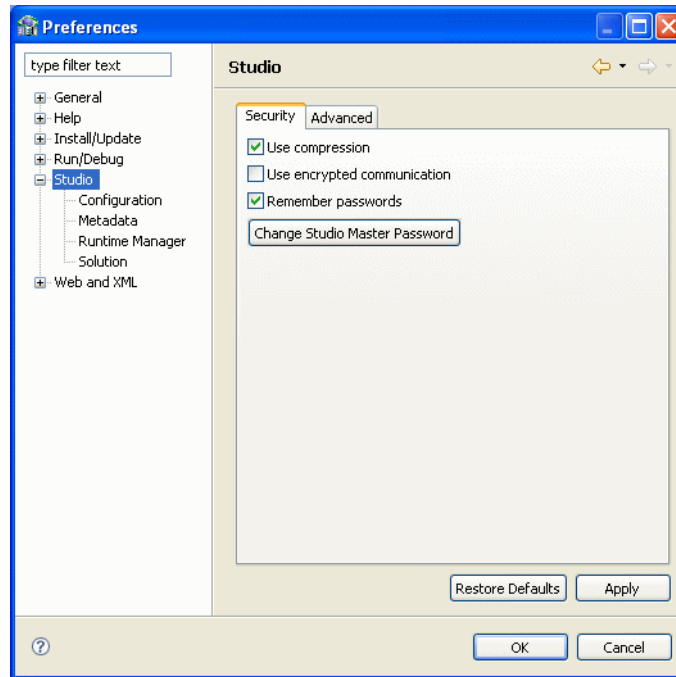 Preferences
type filter text
Studio
General
Help
Install/Update
Run/Debug
Studio
Configuration
Metadata
Runtime Manager
Solution
Web and XML
Security
Advanced
Use compression
Use encrypted communication
Remember passwords
Change Studio Master Password
Restore Defaults
Apply
?
OK
Cancel